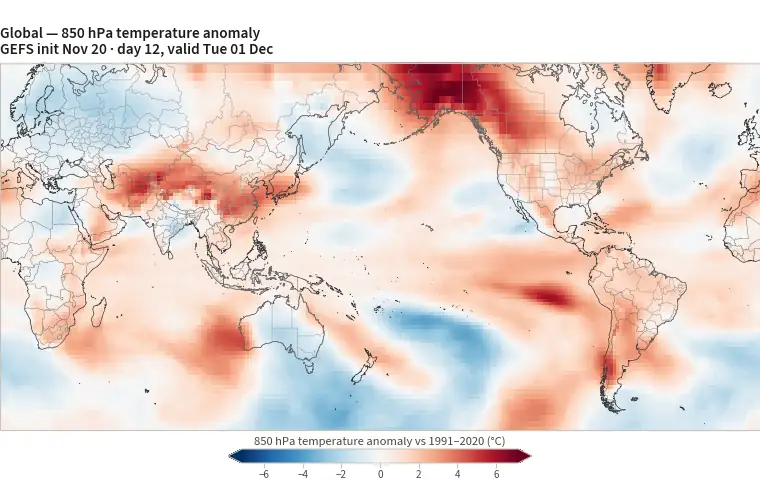 Global — 850 hPa temperature anomaly
GEFS init Nov 20 · day 12, valid Tue 01 Dec
850 hPa temperature anomaly vs 1991–2020 (°C)
−6 −4 −2 0 2 4 6